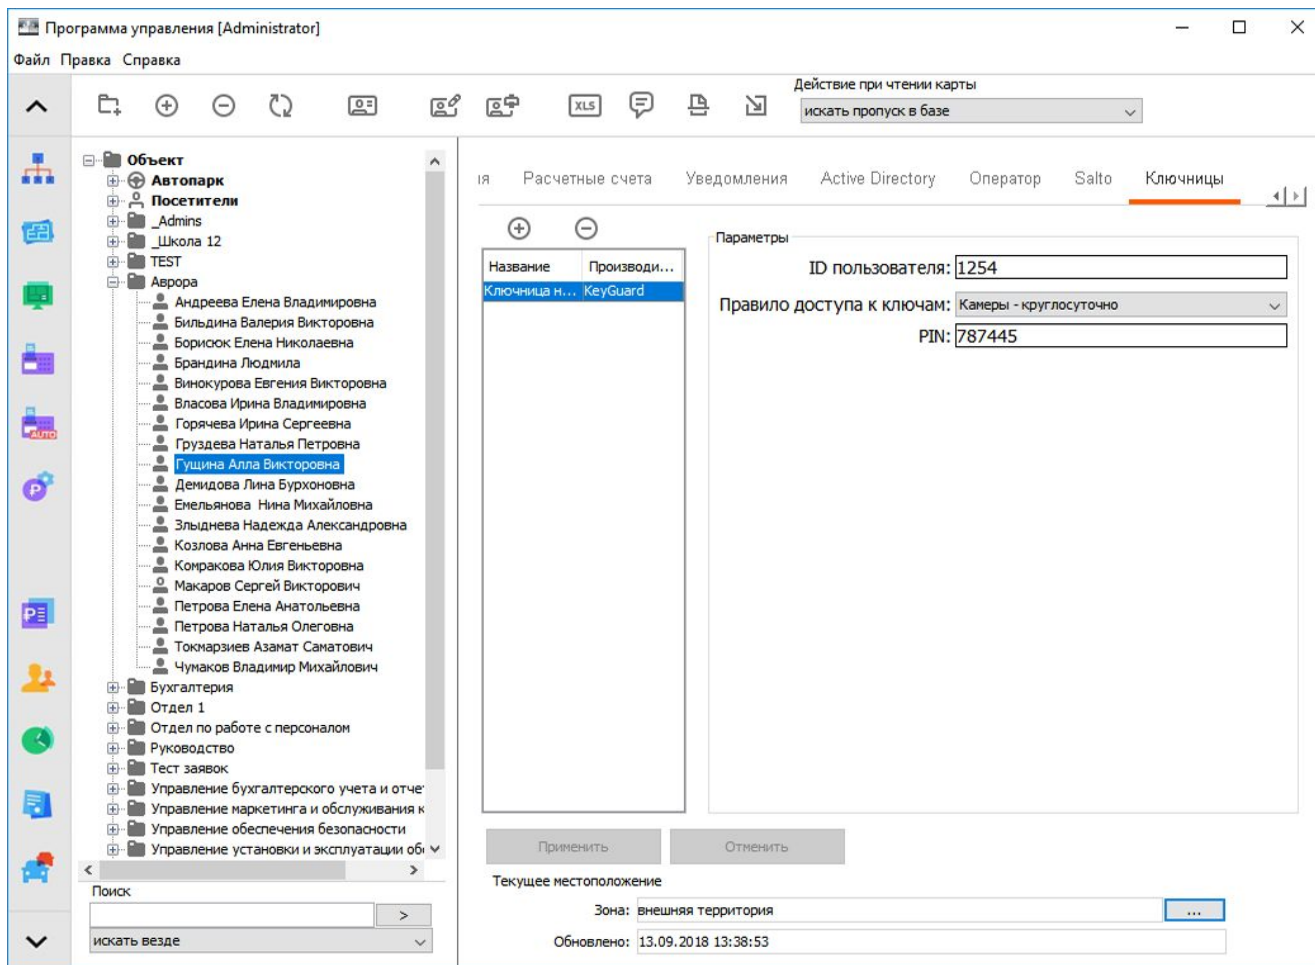 Программа управления [Administrator]
Файл Правка Справка
Действие при чтении карты
XLS
искать пропуск в базе
Объект
Автопарк
Посетители
_Admins
_Школа 12
TEST
Аврора
Андреева Елена Владимировна
Бильдина Валерия Викторовна
Борисюк Елена Николаевна
Брандина Людмила
Винокурова Евгения Викторовна
Власова Ирина Владимировна
Горячева Ирина Сергеевна
Груздева Наталья Петровна
Гущина Алла Викторовна
Демидова Лина Бурхоновна
Емельянова Нина Михайловна
Злыднева Надежда Александровна
Козлова Анна Евгеньевна
Комракова Юлия Викторовна
Макаров Сергей Викторович
Петрова Елена Анатольевна
Петрова Наталья Олеговна
Токмарзиев Азамат Саматович
Чумаков Владимир Михайлович
Бухгалтерия
Отдел 1
Отдел по работе с персоналом
Руководство
Тест заявок
Управление бухгалтерского учета и отче
Управление маркетинга и обслуживания к
Управление обеспечения безопасности
Управление установки и эксплуатации об
AUTO
Поиск
>
искать везде
ия Расчетные счета Уведомления Active Directory Оператор Salto Ключницы
Название Производи...
Ключница н... KeyGuard
Параметры
ID пользователя: 1254
Правило доступа к ключам: Камеры - круглосуточно
PIN: 787445
Применить Отменить
Текущее местоположение
Зона: внешняя территория ...
Обновлено: 13.09.2018 13:38:53